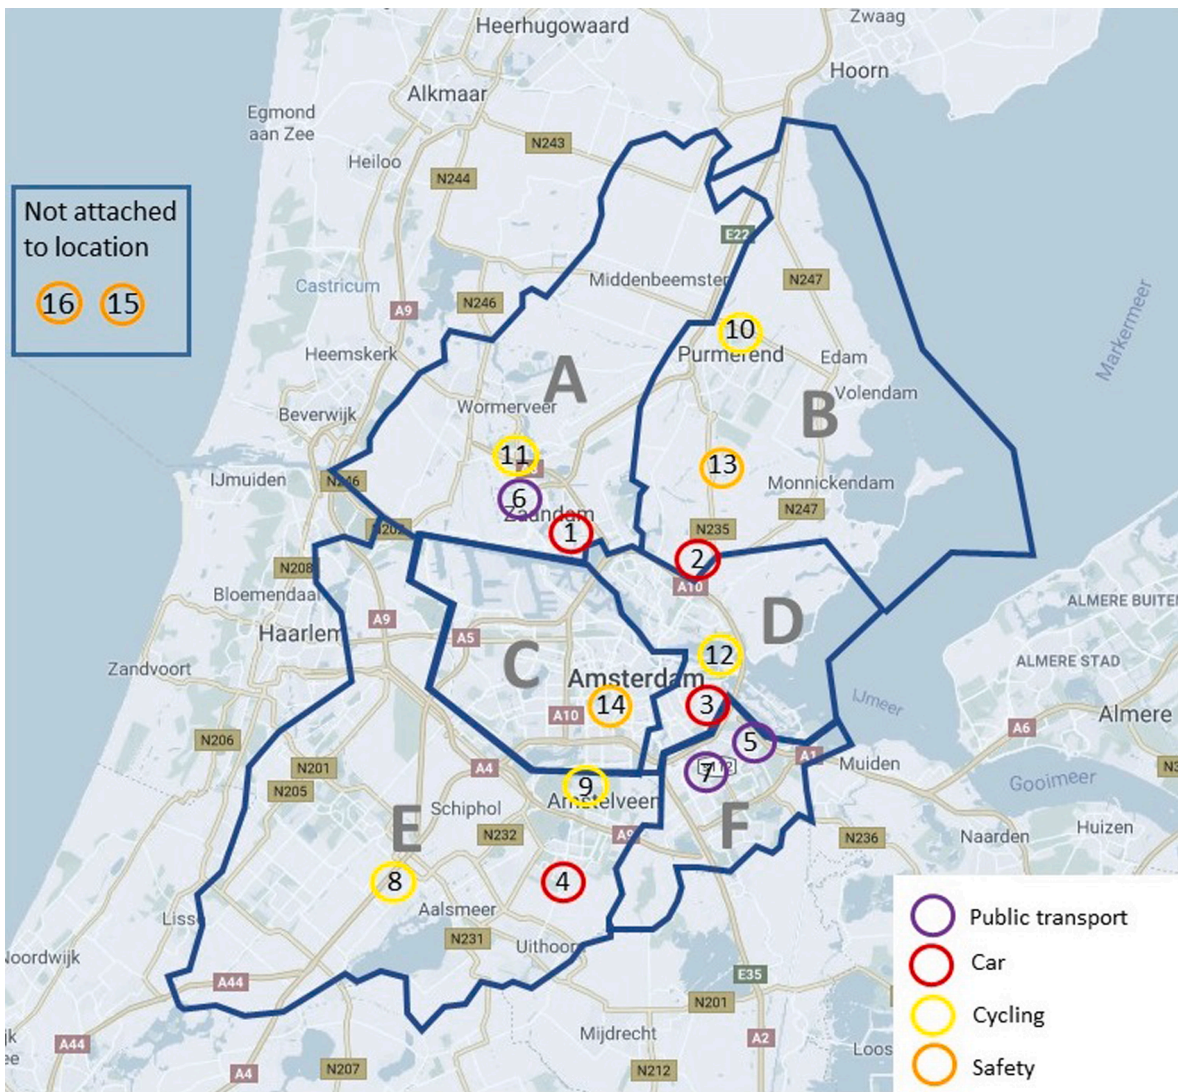 Zwaag
Heerhugowaard
Hoorn
Alkmaar
Egmond
aan Zee
N243
Heiloo
N244
Not attached
to location
16 15
E22
Middenbeemster
N247
Castricum
N246
A9
Markermeer
10
Heemskerk
Purmerend
Edam
A
Volendam
Beverwijk
Wormerveer
B
11
13
IJmuiden
N246
Monnickendam
6
N247
Zaandam
N235
1
2
N208
A10
Bloemendaal
ALMERE BUITEN
A9
D
Haarlem
A5
12
C
ALMERE STAD
Zandvoort
Amsterdam
3
IJmeer
14
A10
Almere
A6
N206
5
A1
Muiden
N201
A4
7
N205
9
Gooimeer
Amstelveen
Schiphol
E
F
Huizen
N232
A9
N236
Naarden
8
4
Aalsmeer
Public transport
N231
Uithoorn
Car
A44
E35
N201
Cycling
Mijdrecht
A44
A2
Safety
A4
N207
N212